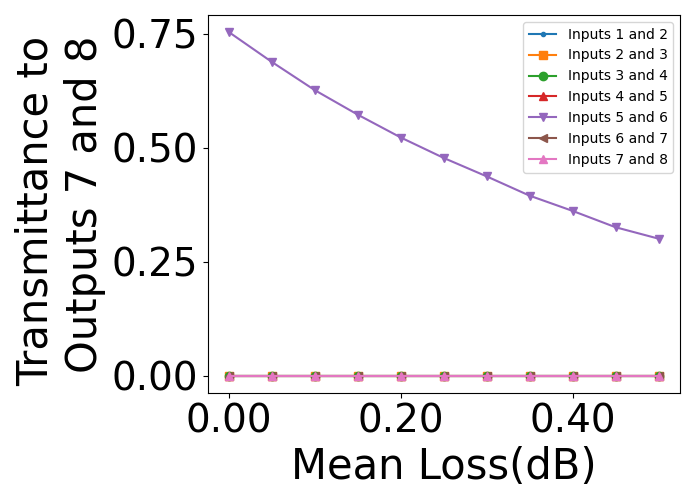 Transmittance to
Outputs 7 and 8
0.75
0.50
0.25
0.00
0.00 0.20 0.40
Mean Loss(dB)
Inputs 1 and 2
Inputs 2 and 3
Inputs 3 and 4
Inputs 4 and 5
Inputs 5 and 6
Inputs 6 and 7
Inputs 7 and 8